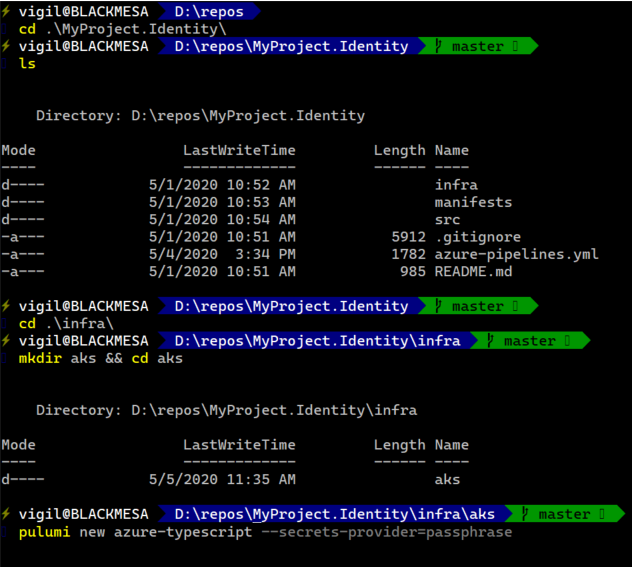 ⚡ vigil@BLACKMESA D:\repos
cd .\MyProject.Identity\
⚡ vigil@BLACKMESA D:\repos\MyProject.Identity master
ls
Directory: D:\repos\MyProject.Identity
Mode LastWriteTime Length Name
---- ------------- ------ ----
d---- 5/1/2020 10:52 AM infra
d---- 5/1/2020 10:53 AM manifests
d---- 5/1/2020 10:54 AM src
-a--- 5/1/2020 10:51 AM 5912 .gitignore
-a--- 5/4/2020 3:34 PM 1782 azure-pipelines.yml
-a--- 5/1/2020 10:51 AM 985 README.md
⚡ vigil@BLACKMESA D:\repos\MyProject.Identity master
cd .\infra\
⚡ vigil@BLACKMESA D:\repos\MyProject.Identity\infra master
mkdir aks && cd aks
Directory: D:\repos\MyProject.Identity\infra
Mode LastWriteTime Length Name
---- ------------- ------ ----
d---- 5/5/2020 11:35 AM aks
⚡ vigil@BLACKMESA D:\repos\MyProject.Identity\infra\aks master
pulumi new azure-typescript --secrets-provider=passphrase